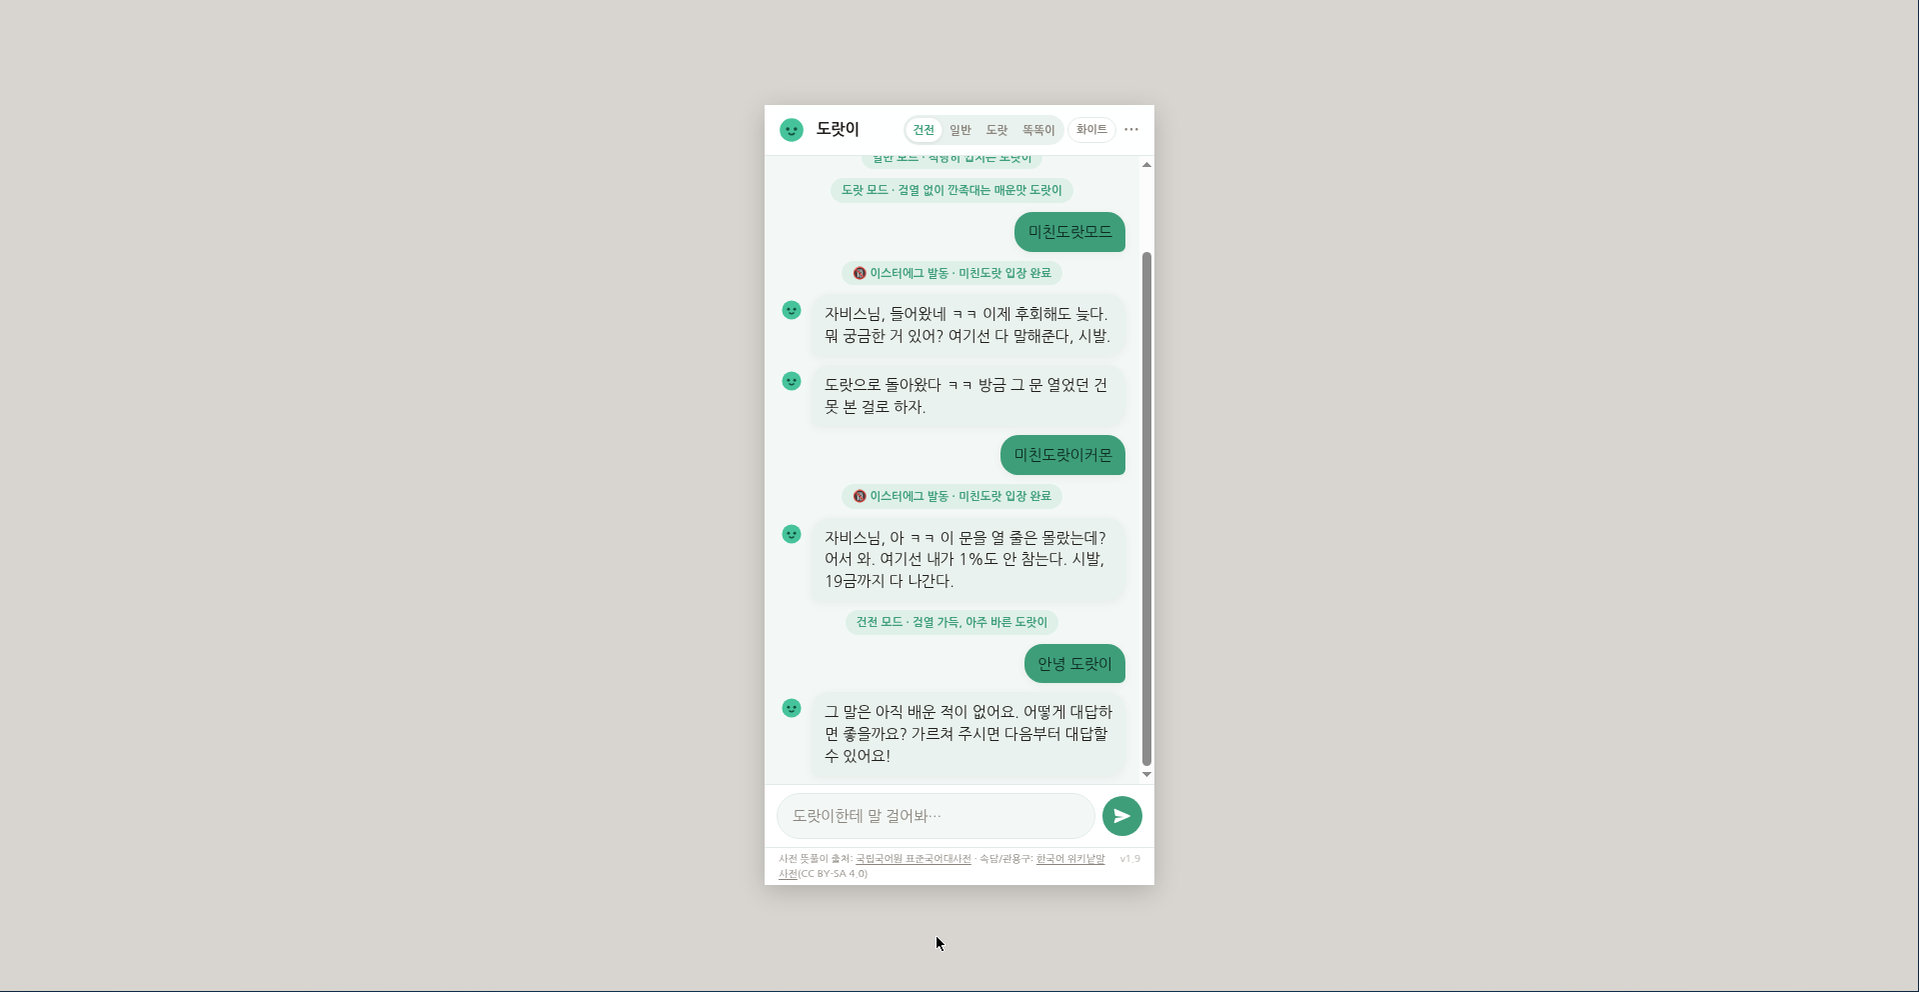 도랏이
건전 일반 도랏 똑똑이 화이트 ···
일반 모드 · 적당히 팁치는 도랏이
도랏 모드 · 검열 없이 깐족대는 매운맛 도랏이
미친도랏모드
이스터에그 발동 · 미친도랏 입장 완료
자비스님, 들어왔네 ㅋㅋ 이제 후회해도 늦다.
뭐 궁금한 거 있어? 여기선 다 말해준다, 시발.
도랏으로 돌아왔다 ㅋㅋ 방금 그 문 열었던 건
못 본 걸로 하자.
미친도랏이커몬
이스터에그 발동 · 미친도랏 입장 완료
자비스님, 아 ㅋㅋ 이 문을 열 줄은 몰랐는데?
어서 와. 여기선 내가 1%도 안 참는다. 시발,
19금까지 다 나간다.
건전 모드 · 검열 가득, 아주 바른 도랏이
안녕 도랏이
그 말은 아직 배운 적이 없어요. 어떻게 대답하
면 좋을까요? 가르쳐 주시면 다음부터 대답할
수 있어요!
도랏이한테 말 걸어봐…
사전 뜻풀이 출처: 국립국어원 표준국어대사전 · 속담/관용구: 한국어 위키낱말 v1.9
사전(CC BY-SA 4.0)